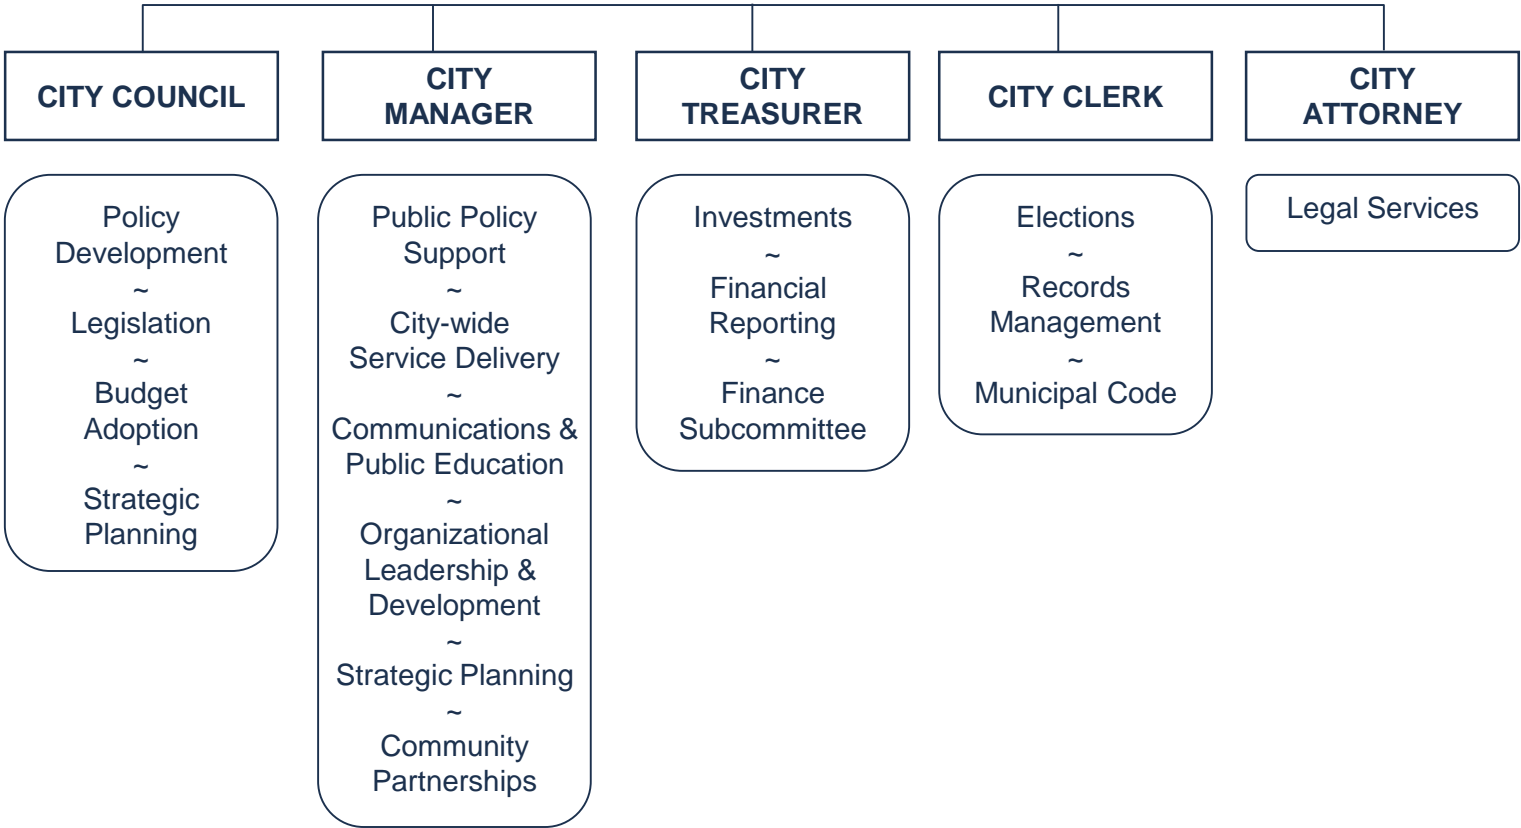 CITY COUNCIL
CITY
MANAGER
CITY
TREASURER
CITY CLERK
CITY
ATTORNEY
Policy
Development
~
Legislation
~
Budget
Adoption
~
Strategic
Planning
Public Policy
Support
~
City-wide
Service Delivery
~
Communications &
Public Education
~
Organizational
Leadership &
Development
~
Strategic Planning
~
Community
Partnerships
Investments
~
Financial
Reporting
~
Finance
Subcommittee
Elections
~
Records
Management
~
Municipal Code
Legal Services